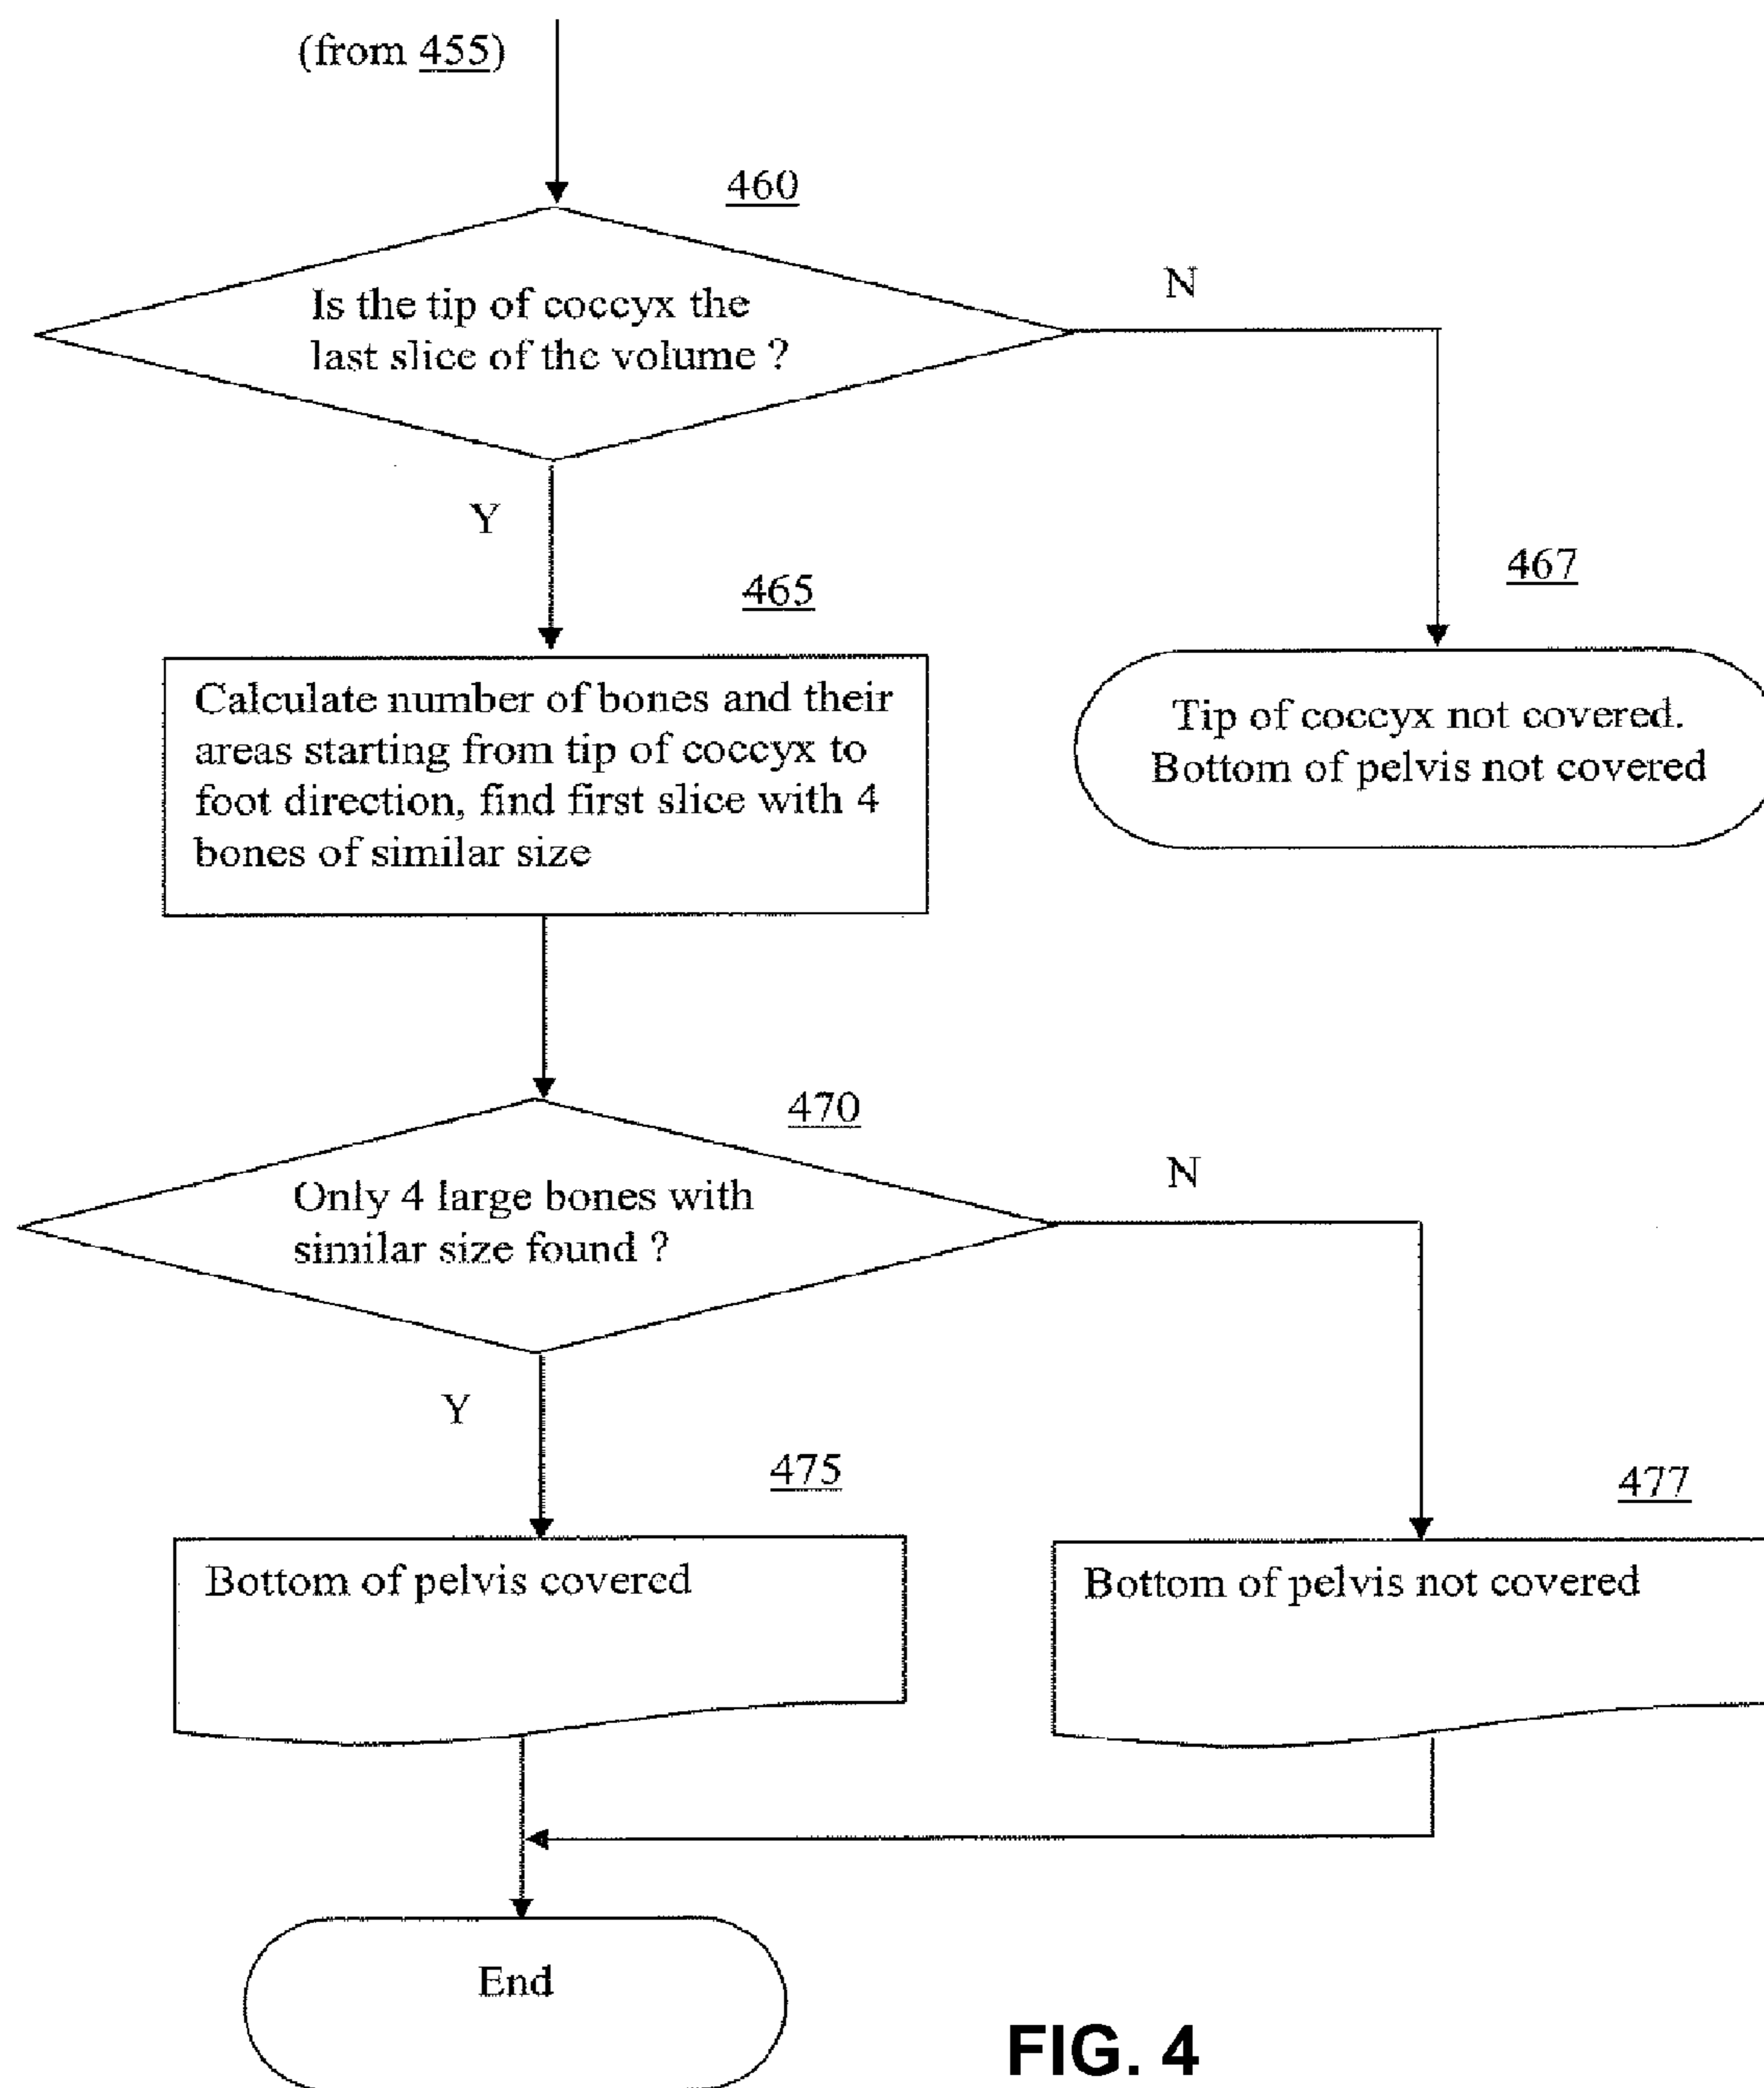 (from 455)
460
Is the tip of coccyx the
last slice of the volume ?
N
Y
465
467
Calculate number of bones and their
areas starting from tip of coccyx to
foot direction, find first slice with 4
bones of similar size
Tip of coccyx not covered.
Bottom of pelvis not covered
470
Only 4 large bones with
similar size found ?
N
Y
475
477
Bottom of pelvis covered
Bottom of pelvis not covered
End
FIG. 4